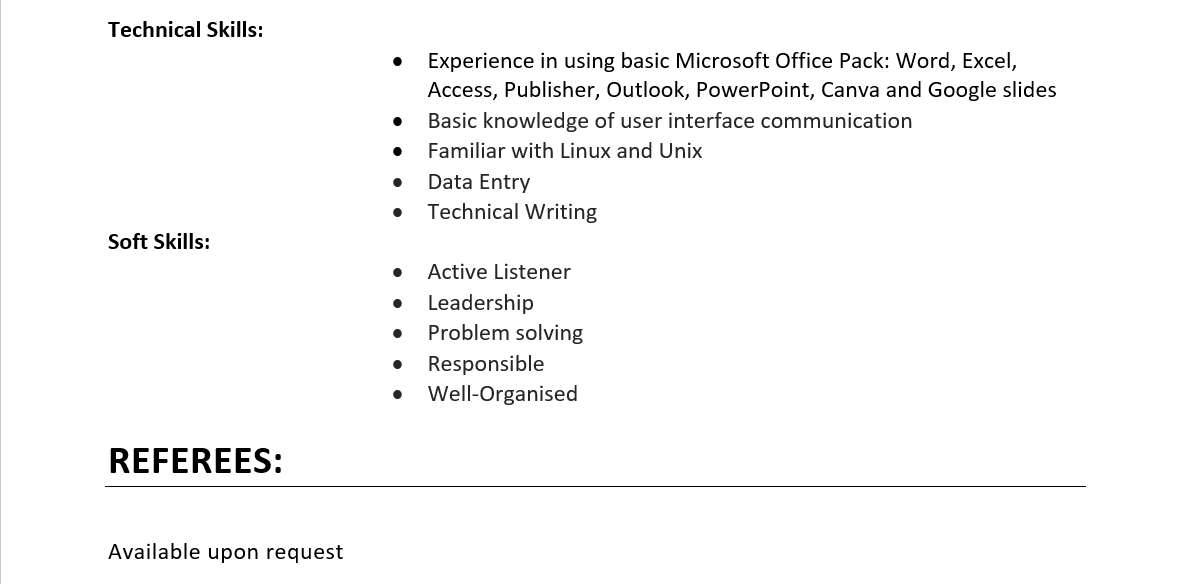 Technical Skills:
• Experience in using basic Microsoft Office Pack: Word, Excel,
Access, Publisher, Outlook, PowerPoint, Canva and Google slides
• Basic knowledge of user interface communication
• Familiar with Linux and Unix
• Data Entry
• Technical Writing
Soft Skills:
• Active Listener
• Leadership
• Problem solving
• Responsible
• Well-Organised
REFEREES:
Available upon request